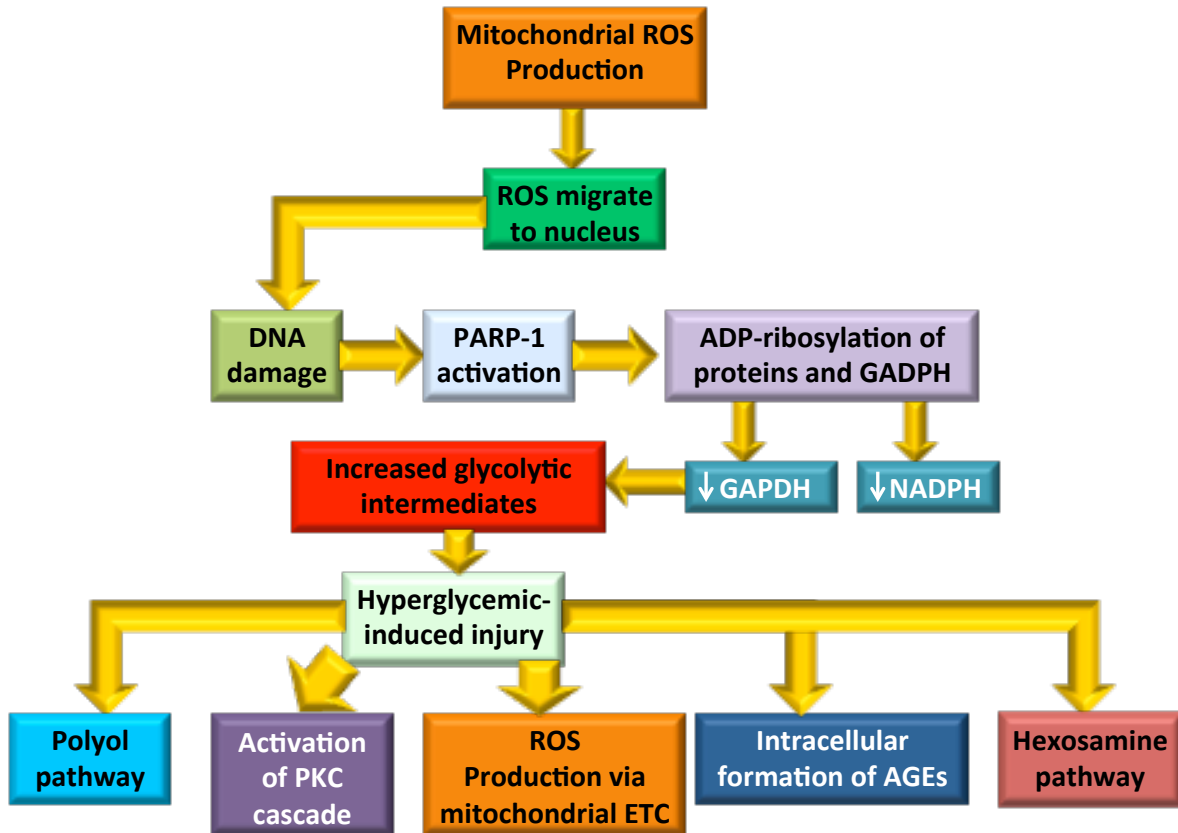 Mitochondrial ROS
Production
ROS migrate
to nucleus
DNA
damage
PARP-1
activation
ADP-ribosylation of
proteins and GADPH
Increased glycolytic
intermediates
↓ GAPDH
↓ NADPH
Hyperglycemic-
induced injury
Polyol
pathway
Activation
of PKC
cascade
ROS
Production via
mitochondrial ETC
Intracellular
formation of AGEs
Hexosamine
pathway